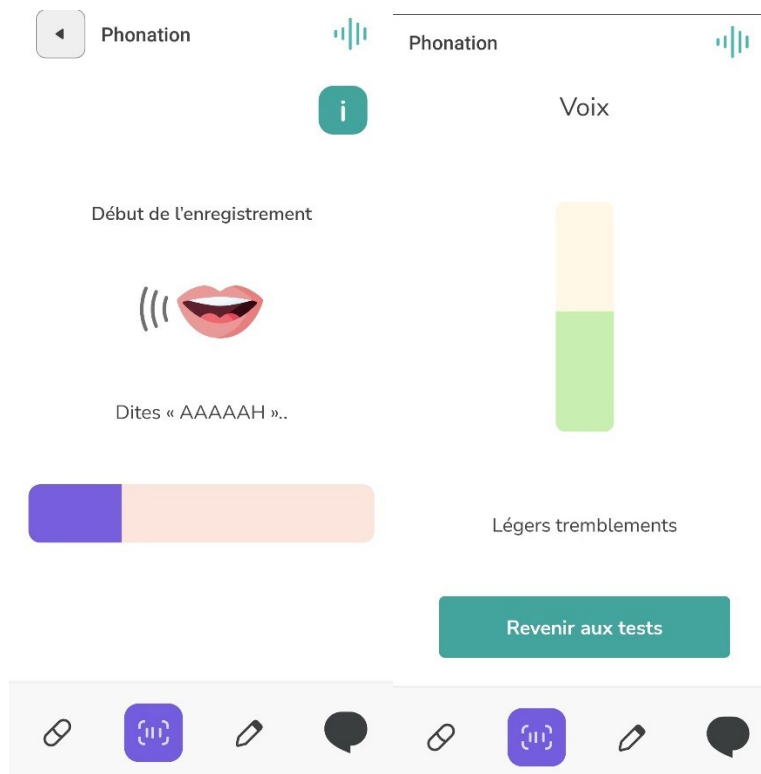 Phonation
i
Début de l'enregistrement
Dites « AAAAAH »..
Phonation
Voix
Légers tremblements
Revenir aux tests